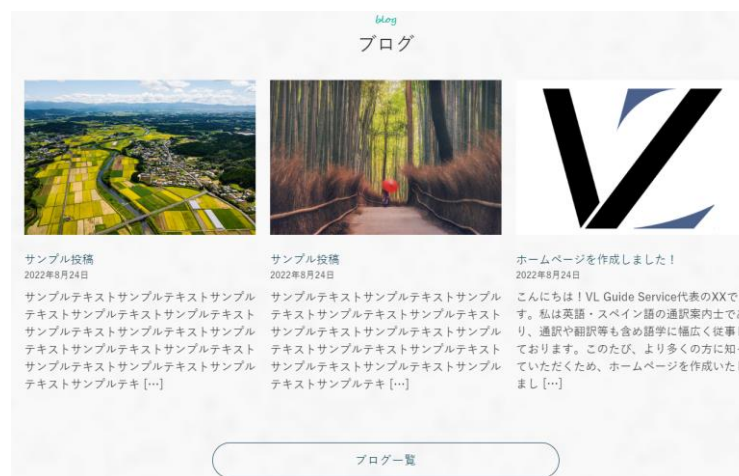 blog
ブログ
サンプル投稿
2022年8月24日
サンプルテキストサンプルテキストサンプル
テキストサンプルテキストサンプルテキスト
サンプルテキストサンプルテキストサンプル
テキストサンプルテキストサンプルテキスト
サンプルテキストサンプルテキストサンプル
テキストサンプルテキ […]
サンプル投稿
2022年8月24日
サンプルテキストサンプルテキストサンプル
テキストサンプルテキストサンプルテキスト
サンプルテキストサンプルテキストサンプル
テキストサンプルテキストサンプルテキスト
サンプルテキストサンプルテキストサンプル
テキストサンプルテキ […]
ホームページを作成しました！
2022年8月24日
こんにちは！VL Guide Service代表のXXで
す。私は英語・スペイン語の通訳案内士で
り、通訳や翻訳等も含め語学に幅広く従事
ております。このたび、より多くの方に知
ていただくため、ホームページを作成いた
まし […]
ブログ一覧